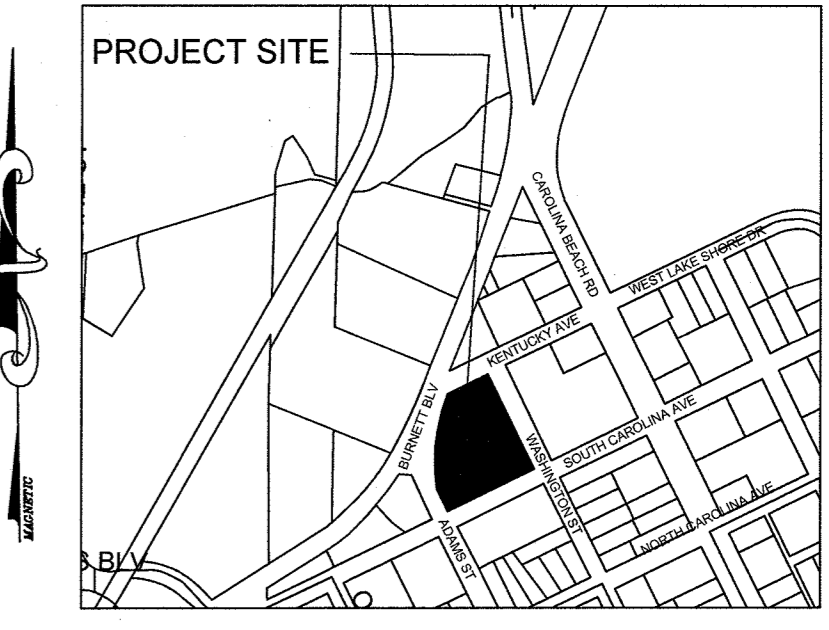 PROJECT SITE
CAROLINA BEACH RD
WEST LAKE SHORE DR
KENTUCKY AVE
BURNETT BLV
WASHINGTON ST
SOUTH CAROLINA AVE
NORTH CAROLINA AVE
ADAMS ST
S BLV
MAGNETIC